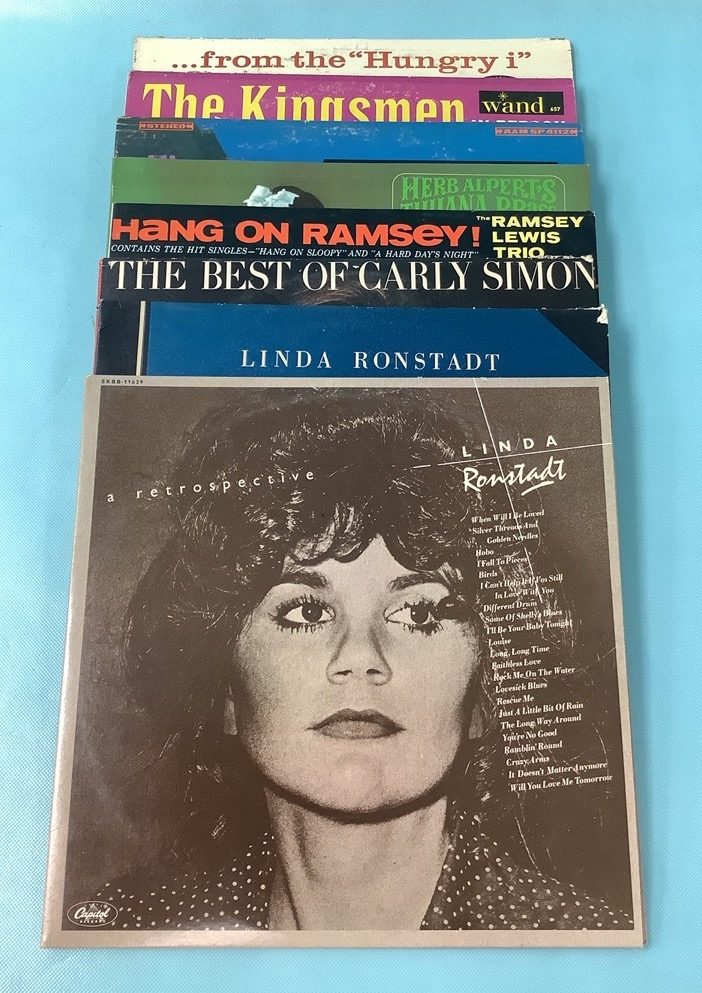 ...from the "Hungry i"
The Kingsmen
wand 657
IN PERSON
STEREO
A&M SP 4112
HERB ALPERT'S
TIJUANA BRASS
HANG ON RAMSEY!
The RAMSEY
LEWIS
TRIO
CONTAINS THE HIT SINGLES–"HANG ON SLOOPY" AND "A HARD DAY'S NIGHT"
THE BEST OF CARLY SIMON
LINDA RONSTADT
SKBB-11629
a retrospective
LINDA
Ronstadt
When Will I Be Loved
Silver Threads And
Golden Needles
Hobo
I Fall To Pieces
Birds
I Can't Help It If I'm Still
In Love With You
Different Drum
Some Of Shelly's Blues
I'll Be Your Baby Tonight
Louise
Long, Long Time
Faithless Love
Rock Me On The Water
Lovesick Blues
Rescue Me
Just A Little Bit Of Rain
The Long Way Around
You're No Good
Ramblin' Round
Crazy Arms
It Doesn't Matter Anymore
Will You Love Me Tomorrow
Capitol
RECORDS